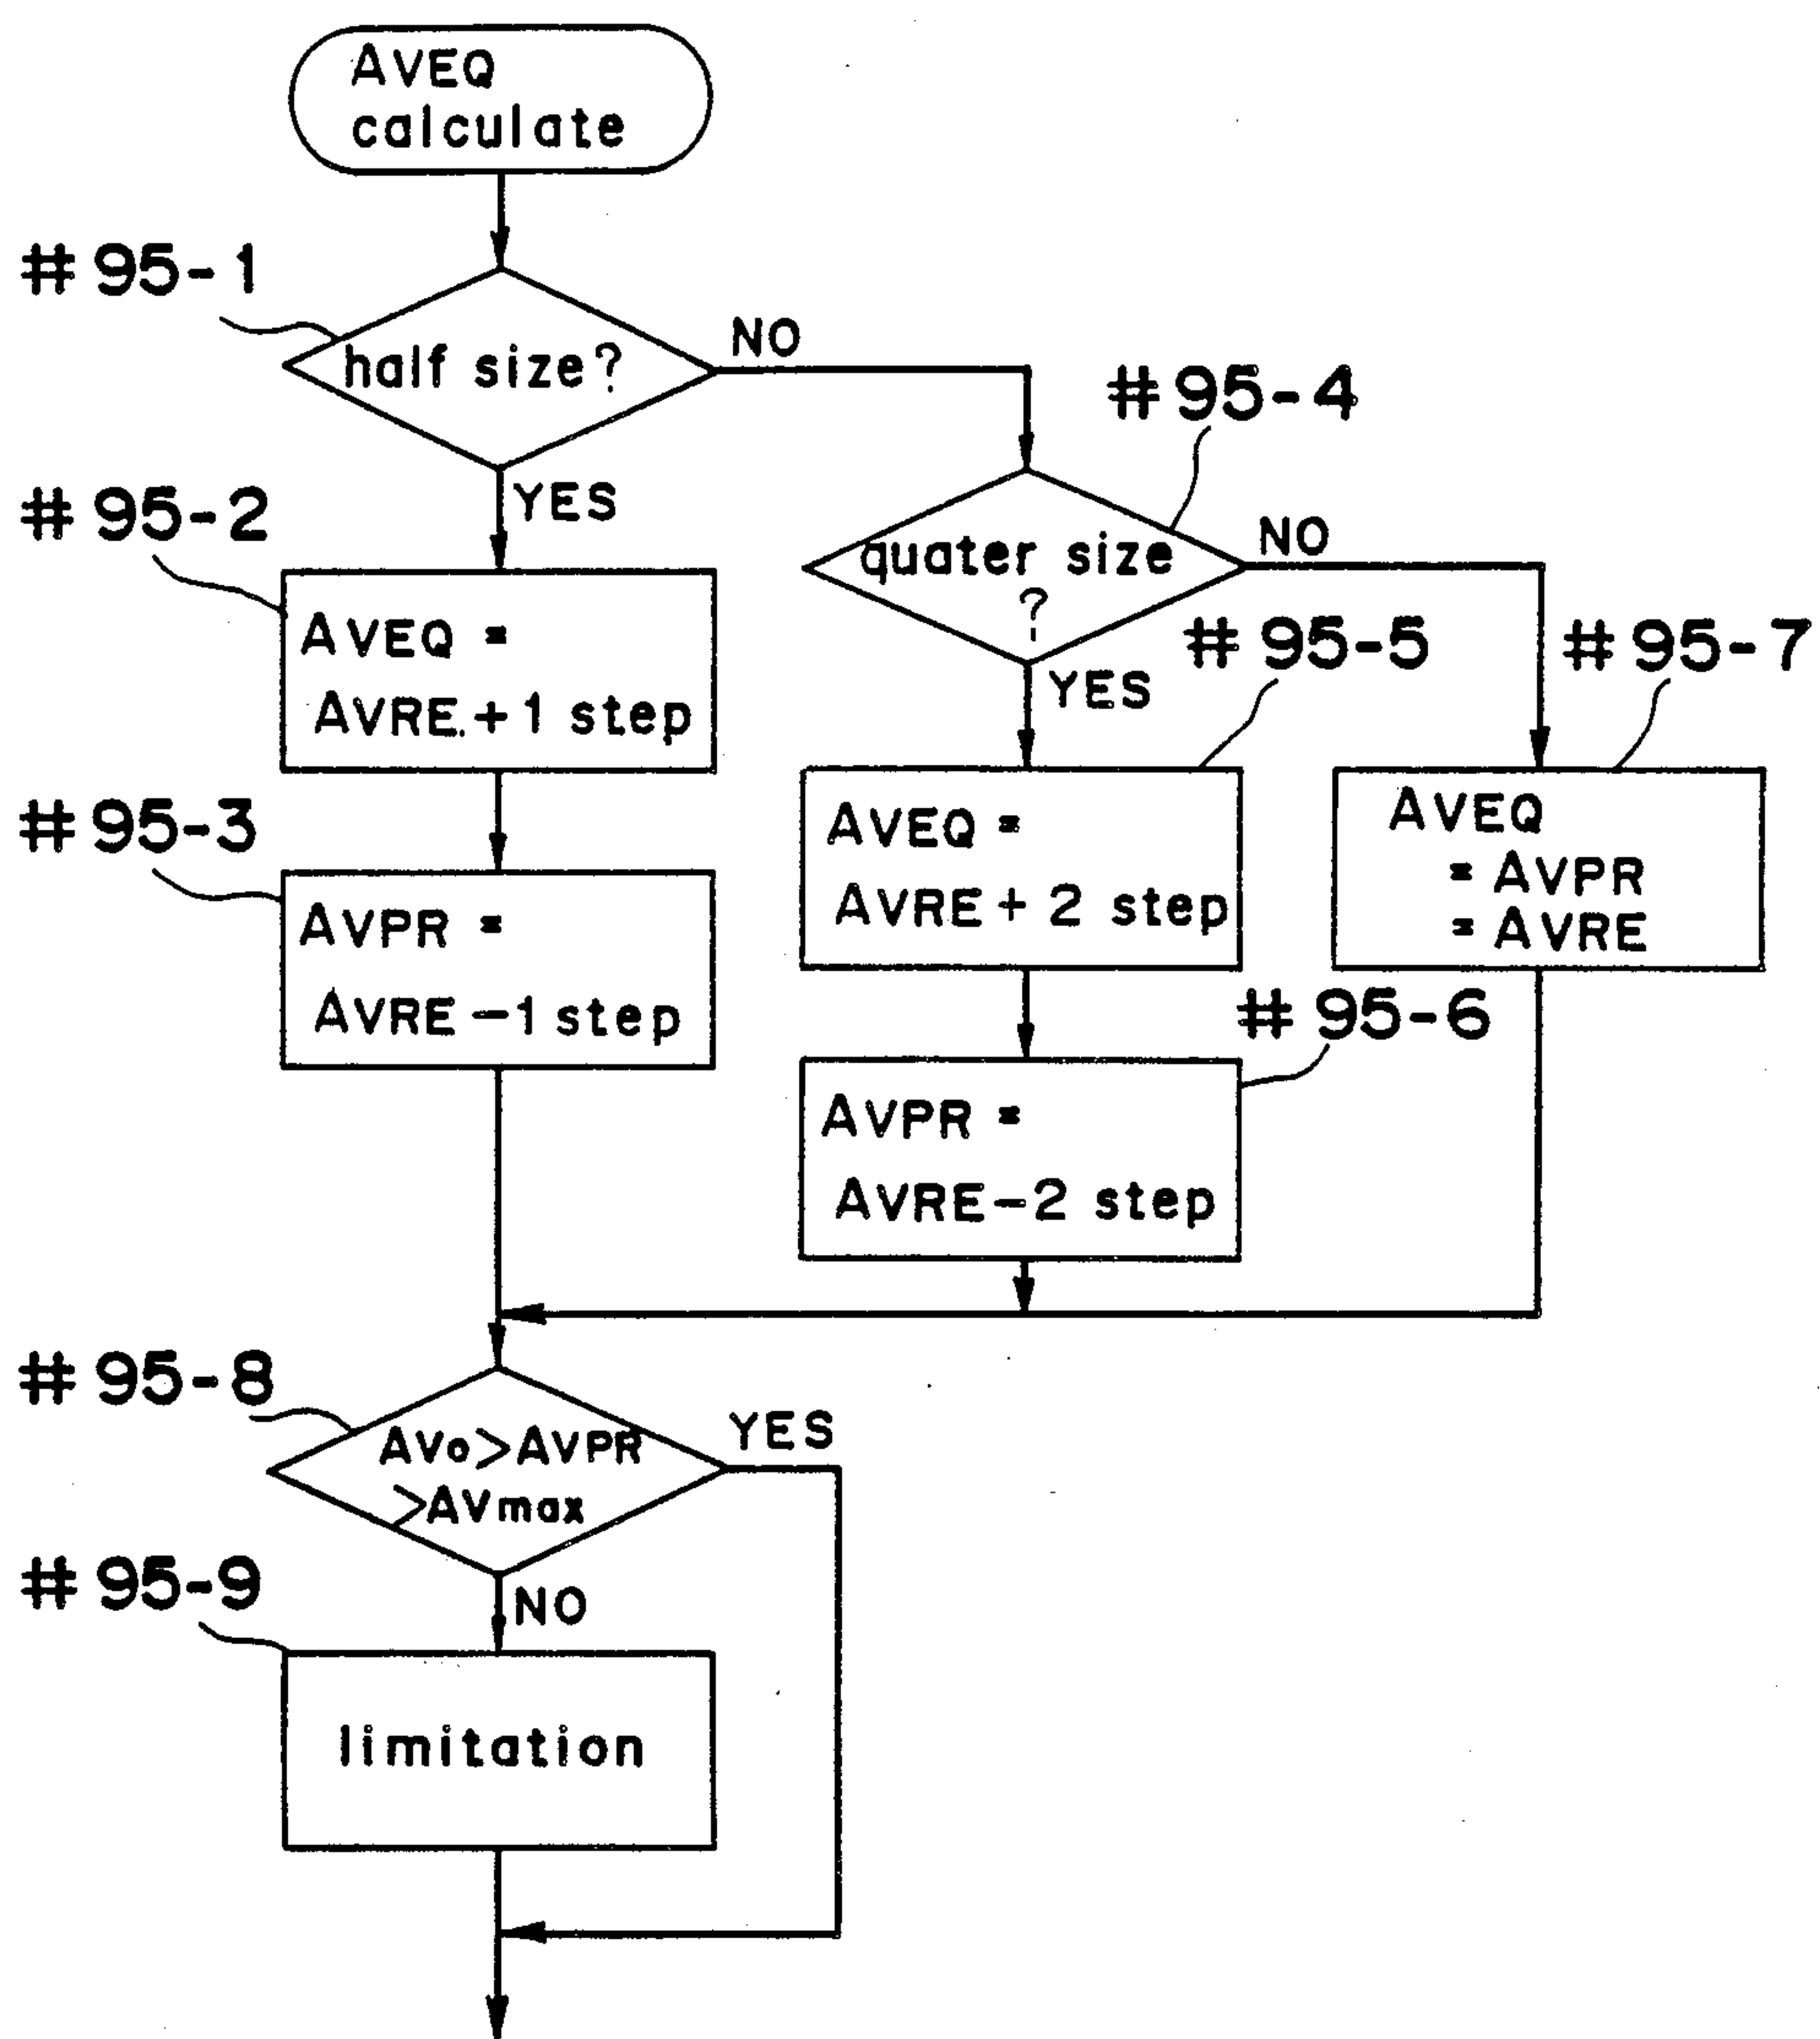 AVEQ
calculate
# 95-1
half size?
NO
YES
# 95-4
quater size
?
NO
YES
# 95-2
AVEQ =
AVRE + 1 step
# 95-3
AVPR =
AVRE - 1 step
# 95-5
AVEQ =
AVRE + 2 step
# 95-6
AVPR =
AVRE - 2 step
# 95-7
AVEQ
= AVPR
= AVRE
# 95-8
AVo > AVPR
> AVmax
YES
NO
# 95-9
limitation